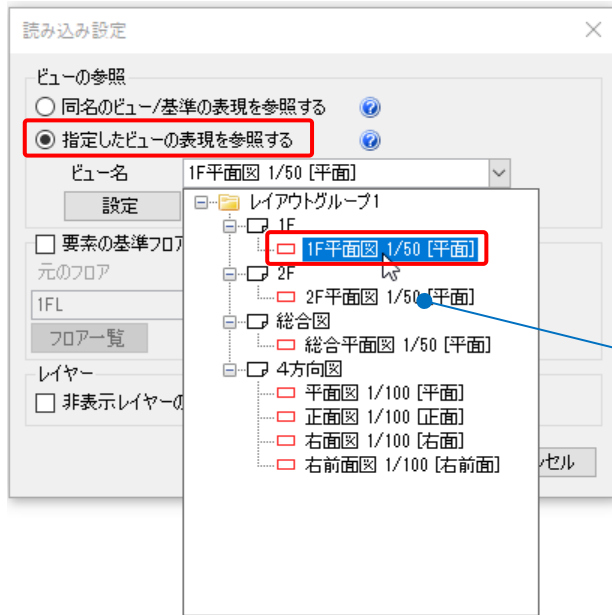 読み込み設定
ビューの参照
同名のビュー/基準の表現を参照する
指定したビューの表現を参照する
ビュー名
1F平面図 1/50 [平面]
設定
レイアウトグループ1
1F
1F平面図 1/50 [平面]
要素の基準フロア
2F
元のフロア
2F平面図 1/50 [平面]
1FL
総合図
フロア一覧
総合平面図 1/50 [平面]
レイヤー
4方向図
非表示レイヤーの
平面図 1/100 [平面]
正面図 1/100 [正面]
右面図 1/100 [右面]
右前面図 1/100 [右前面]
ンセル